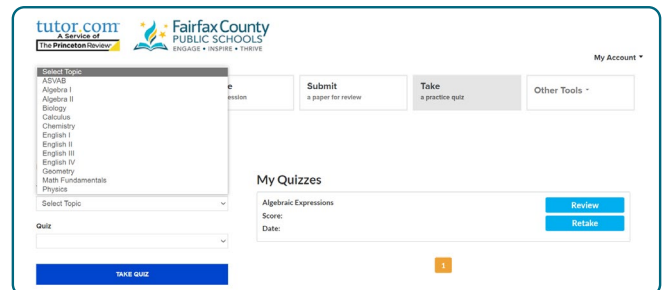 tutor.com
A Service of
The Princeton Review
Fairfax County
PUBLIC SCHOOLS
ENGAGE • INSPIRE • THRIVE
My Account
Select Topic
ASVAB
Algebra I
Algebra II
Biology
Calculus
Chemistry
English I
English II
English III
English IV
Geometry
Math Fundamentals
Physics
Select Topic
Quiz
TAKE QUIZ
e
ession
Submit
a paper for review
Take
a practice quiz
Other Tools
My Quizzes
Algebraic Expressions
Score:
Date:
Review
Retake
1